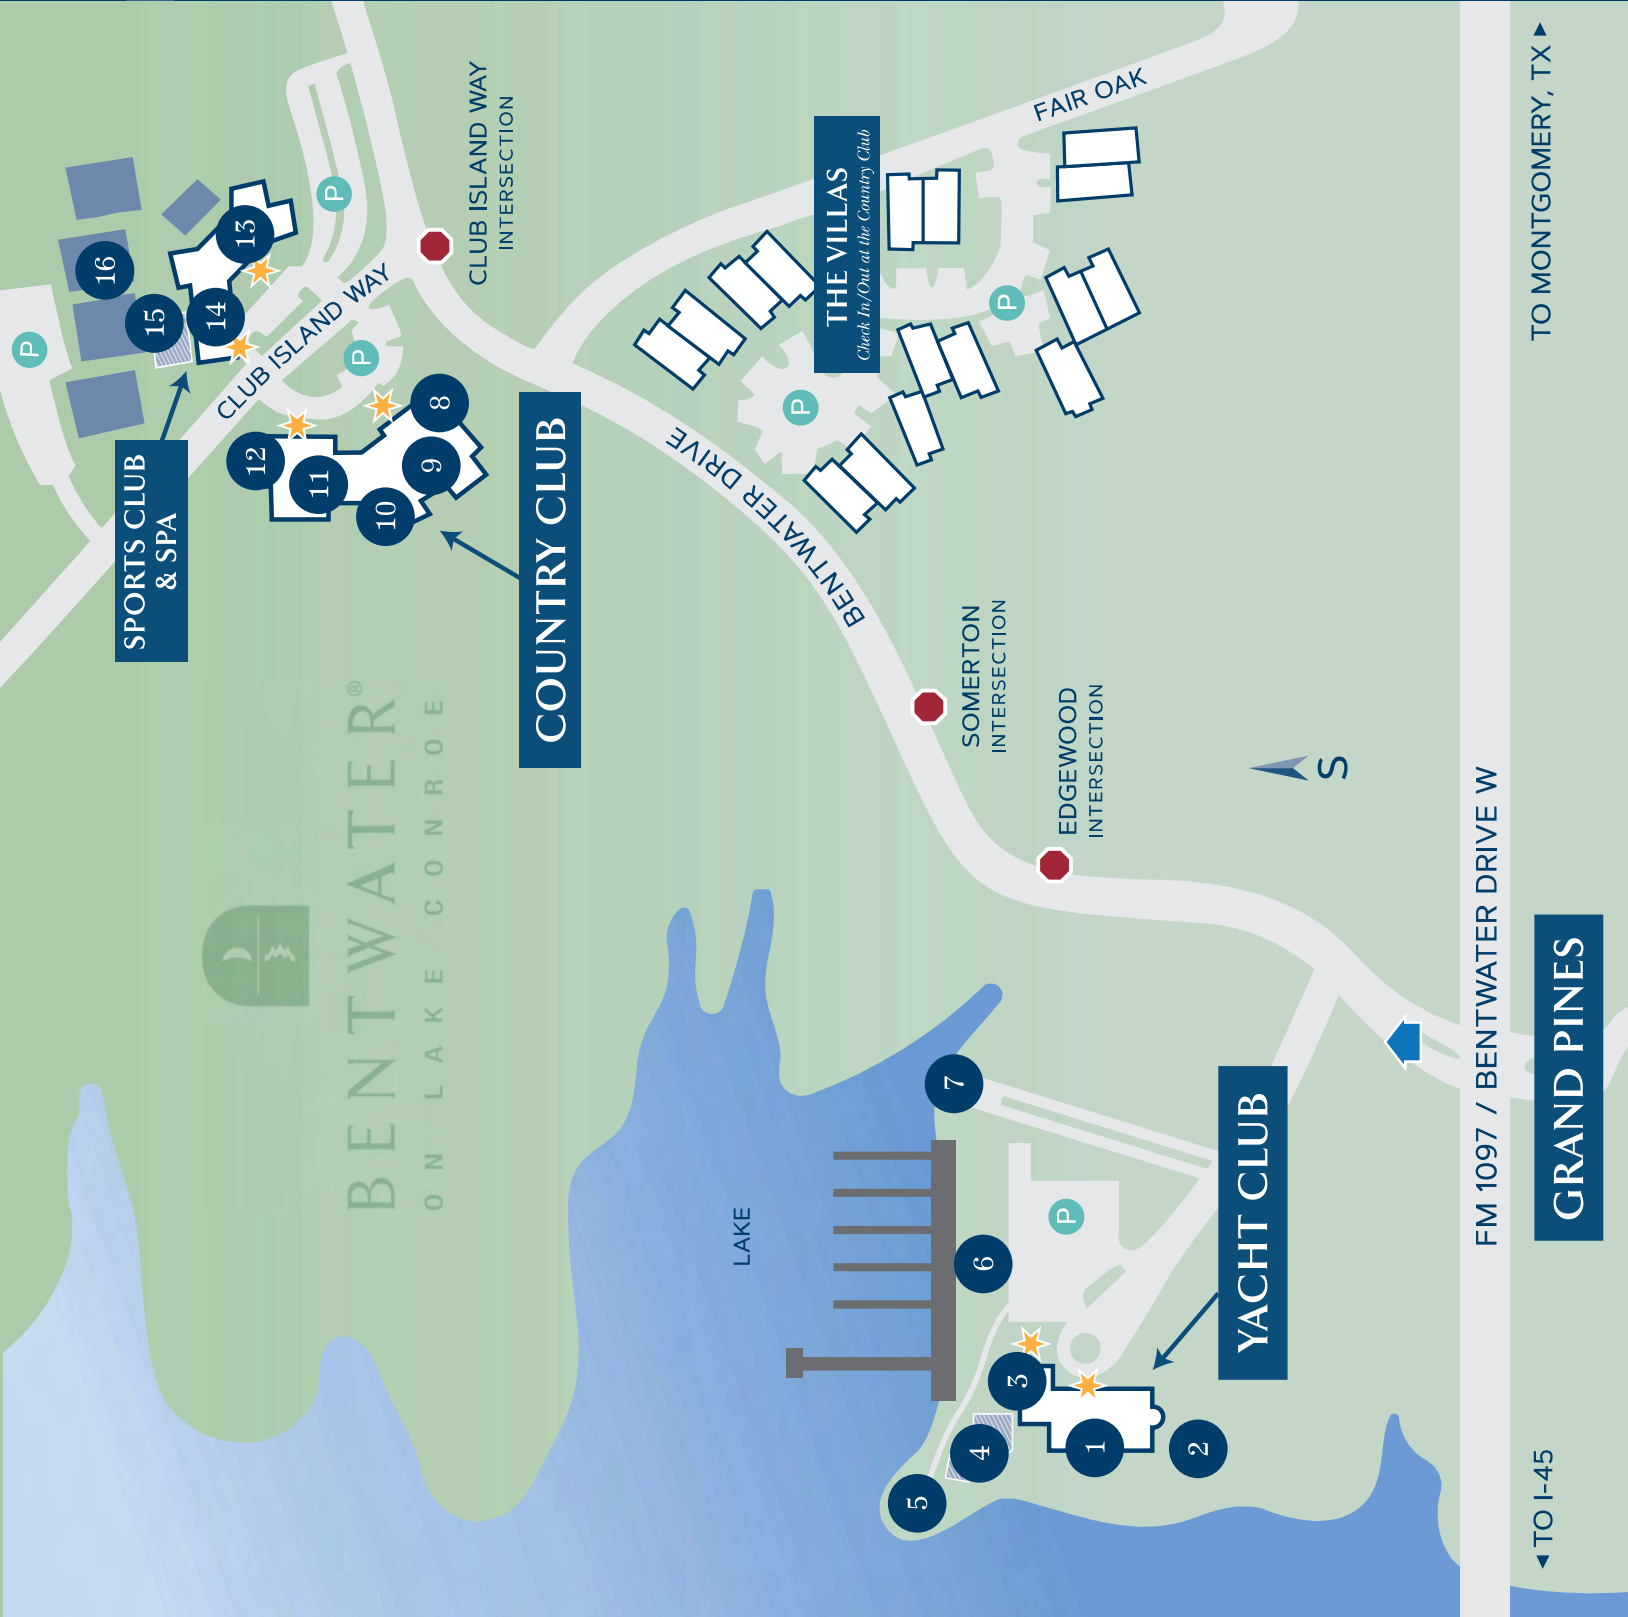 TO MONTGOMERY, TX ►
◄ TO I-45
FM 1097 / BENTWATER DRIVE W
GRAND PINES
YACHT CLUB
1
2
3
4
5
6
7
P
LAKE
S
EDGEWOOD
INTERSECTION
SOMERTON
INTERSECTION
BENTWATER DRIVE
FAIR OAK
THE VILLAS
Check In/Out at the Country Club
P
P
CLUB ISLAND WAY
INTERSECTION
COUNTRY CLUB
8
9
10
11
12
P
CLUB ISLAND WAY
SPORTS CLUB
& SPA
13
14
15
16
P
P
BENTWATER®
ON LAKE CONROE